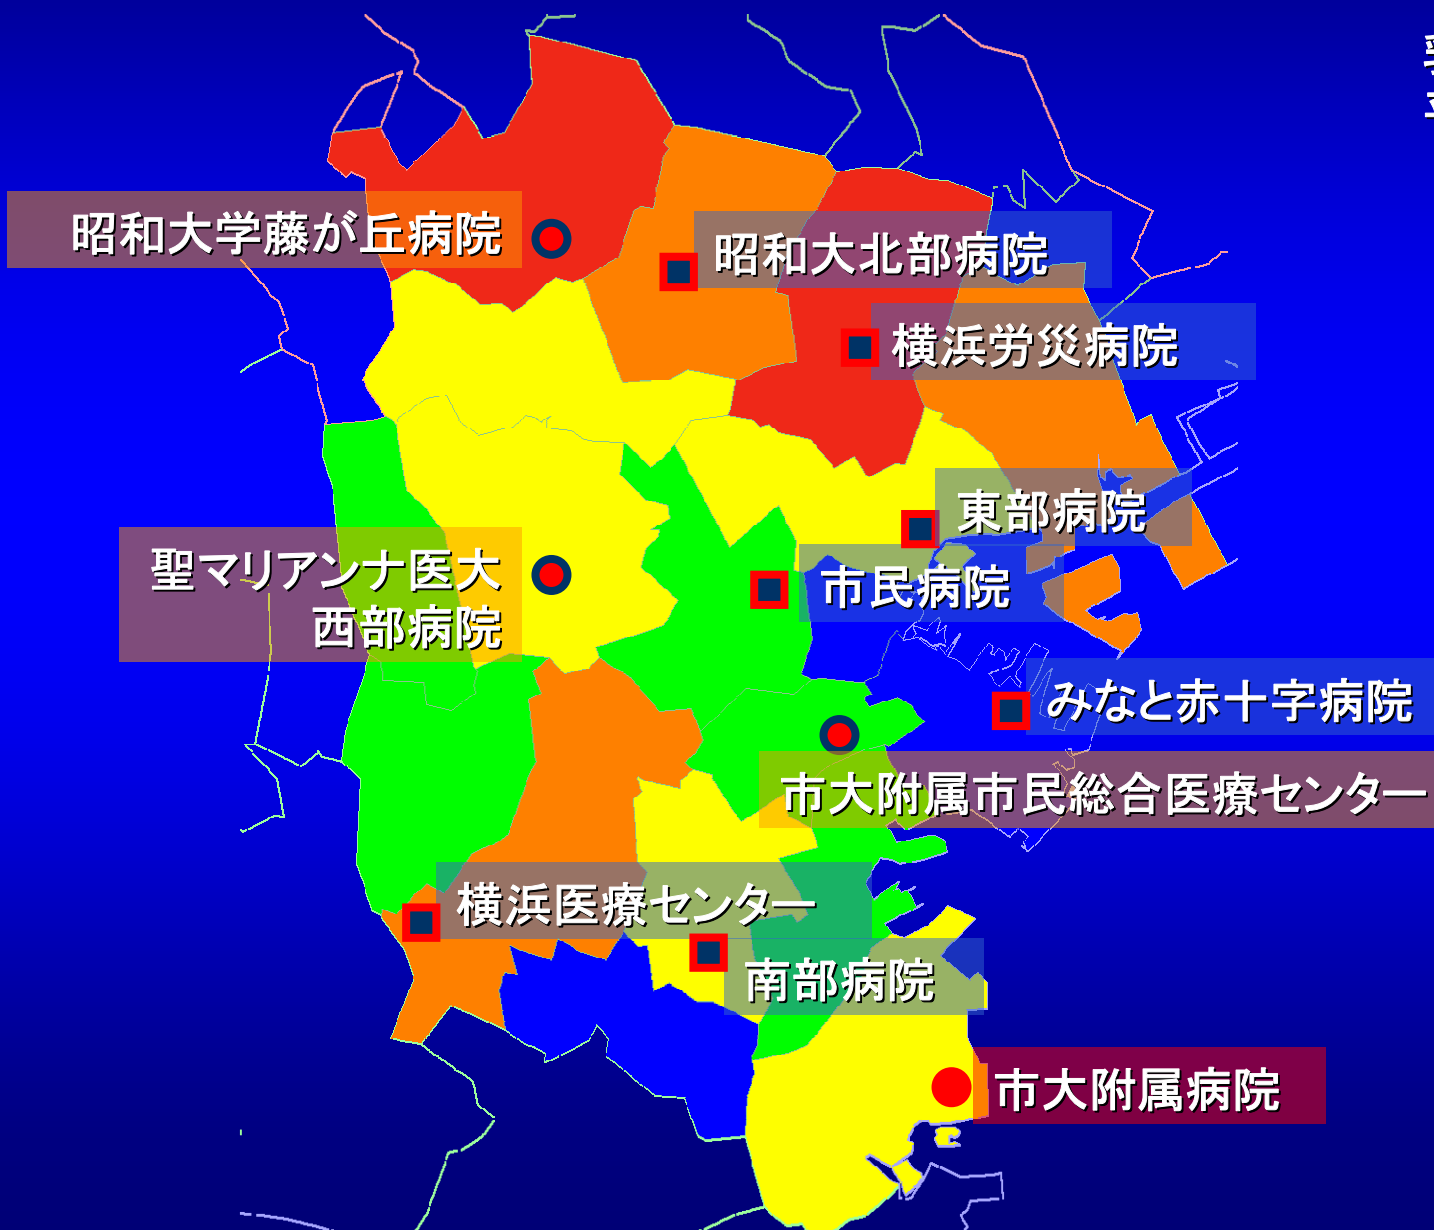 昭和大学藤が丘病院
昭和大北部病院
横浜労災病院
東部病院
聖マリアンナ医大
西部病院
市民病院
みなと赤十字病院
市大附属市民総合医療センター
横浜医療センター
南部病院
市大附属病院